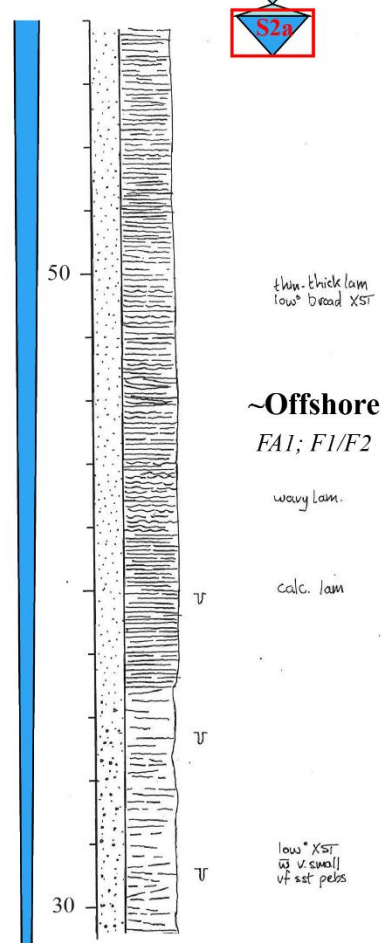 S2a
50
thin-thick lam
low° broad XST
~Offshore
FA1; F1/F2
wavy lam.
calc. lam
low° XST
w̅ v. small
vf sst pebs
30